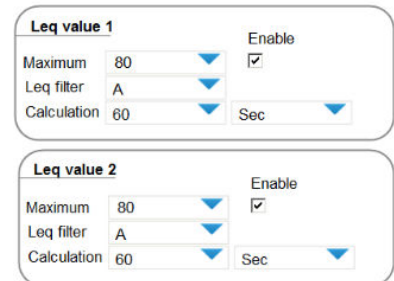 Leq value 1
Enable
Maximum 80
Leq filter A
Calculation 60 Sec
Leq value 2
Enable
Maximum 80
Leq filter A
Calculation 60 Sec